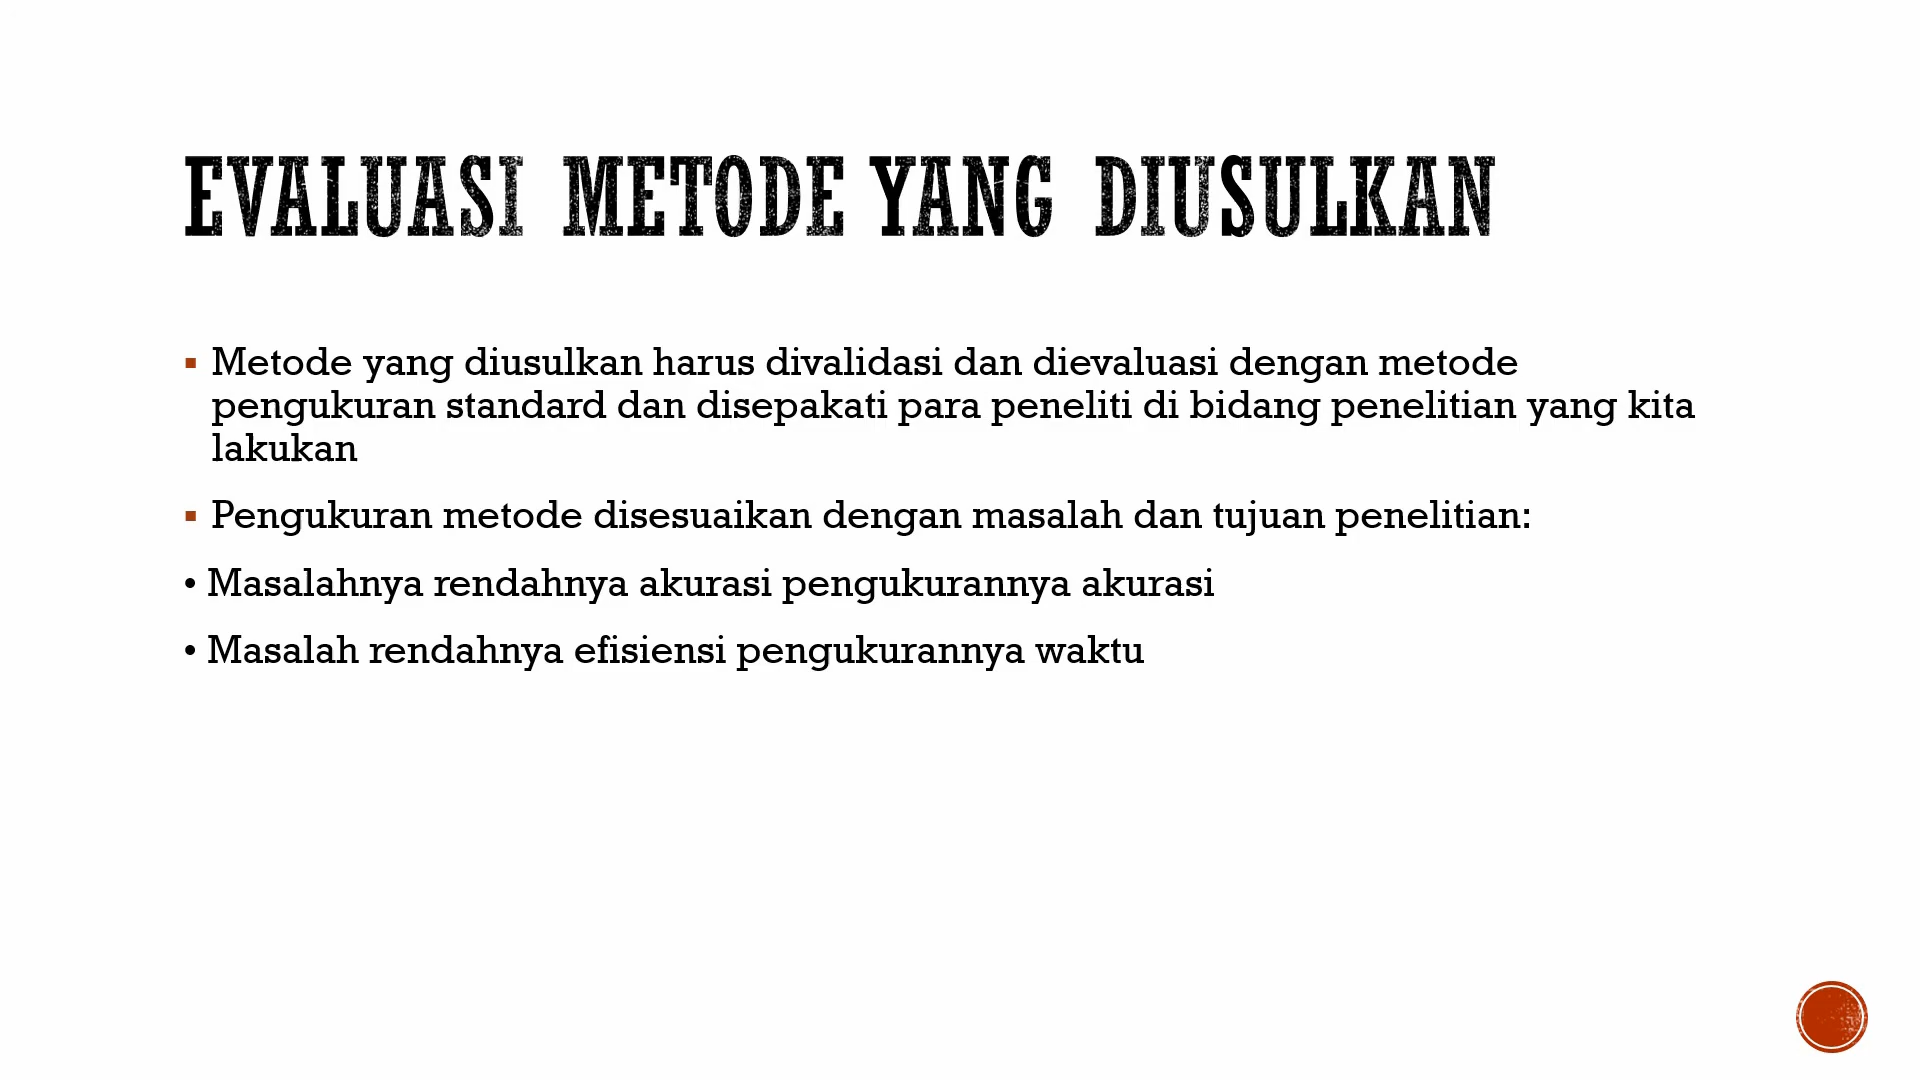 EVALUASI METODE YANG DIUSULKAN
▪ Metode yang diusulkan harus divalidasi dan dievaluasi dengan metode
pengukuran standard dan disepakati para peneliti di bidang penelitian yang kita
lakukan
▪ Pengukuran metode disesuaikan dengan masalah dan tujuan penelitian:
• Masalahnya rendahnya akurasi pengukurannya akurasi
• Masalah rendahnya efisiensi pengukurannya waktu